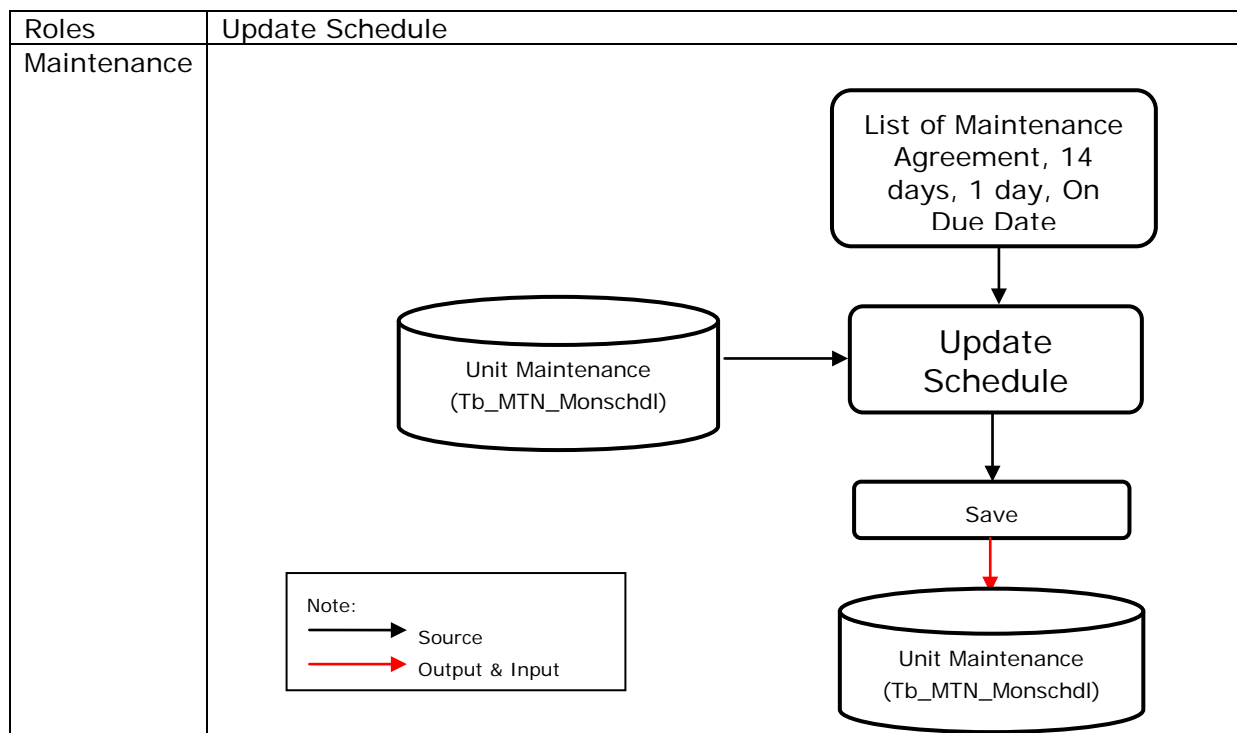 Roles
Update Schedule
Maintenance
List of Maintenance
Agreement, 14
days, 1 day, On
Due Date
Update
Schedule
Unit Maintenance
(Tb_MTN_Monschdl)
Save
Note:
Source
Output & Input
Unit Maintenance
(Tb_MTN_Monschdl)